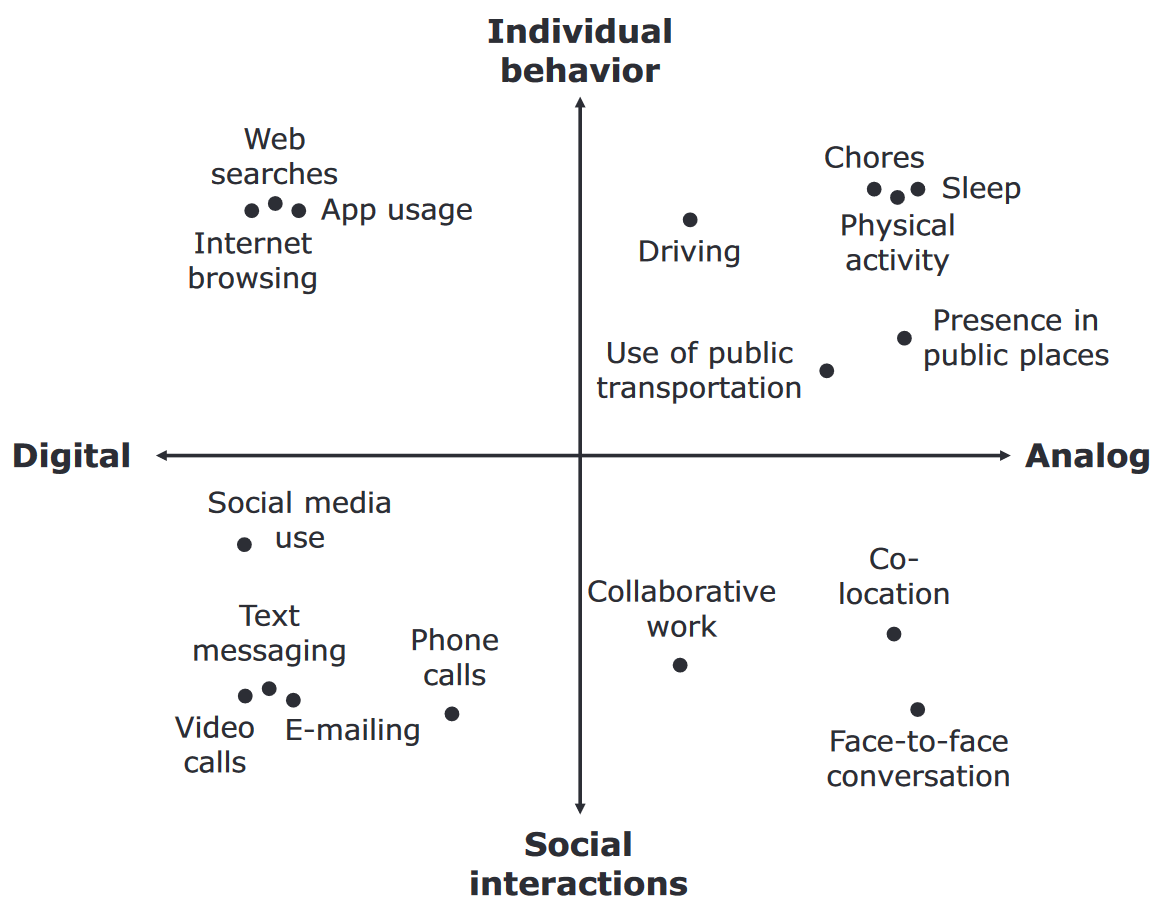 Individual
behavior
Web
searches
App usage
Internet
browsing
Chores
Sleep
Physical
activity
Driving
Presence in
public places
Use of public
transportation
Digital
Analog
Social media
use
Text
messaging
Phone
calls
Video
calls
E-mailing
Collaborative
work
Co-
location
Face-to-face
conversation
Social
interactions